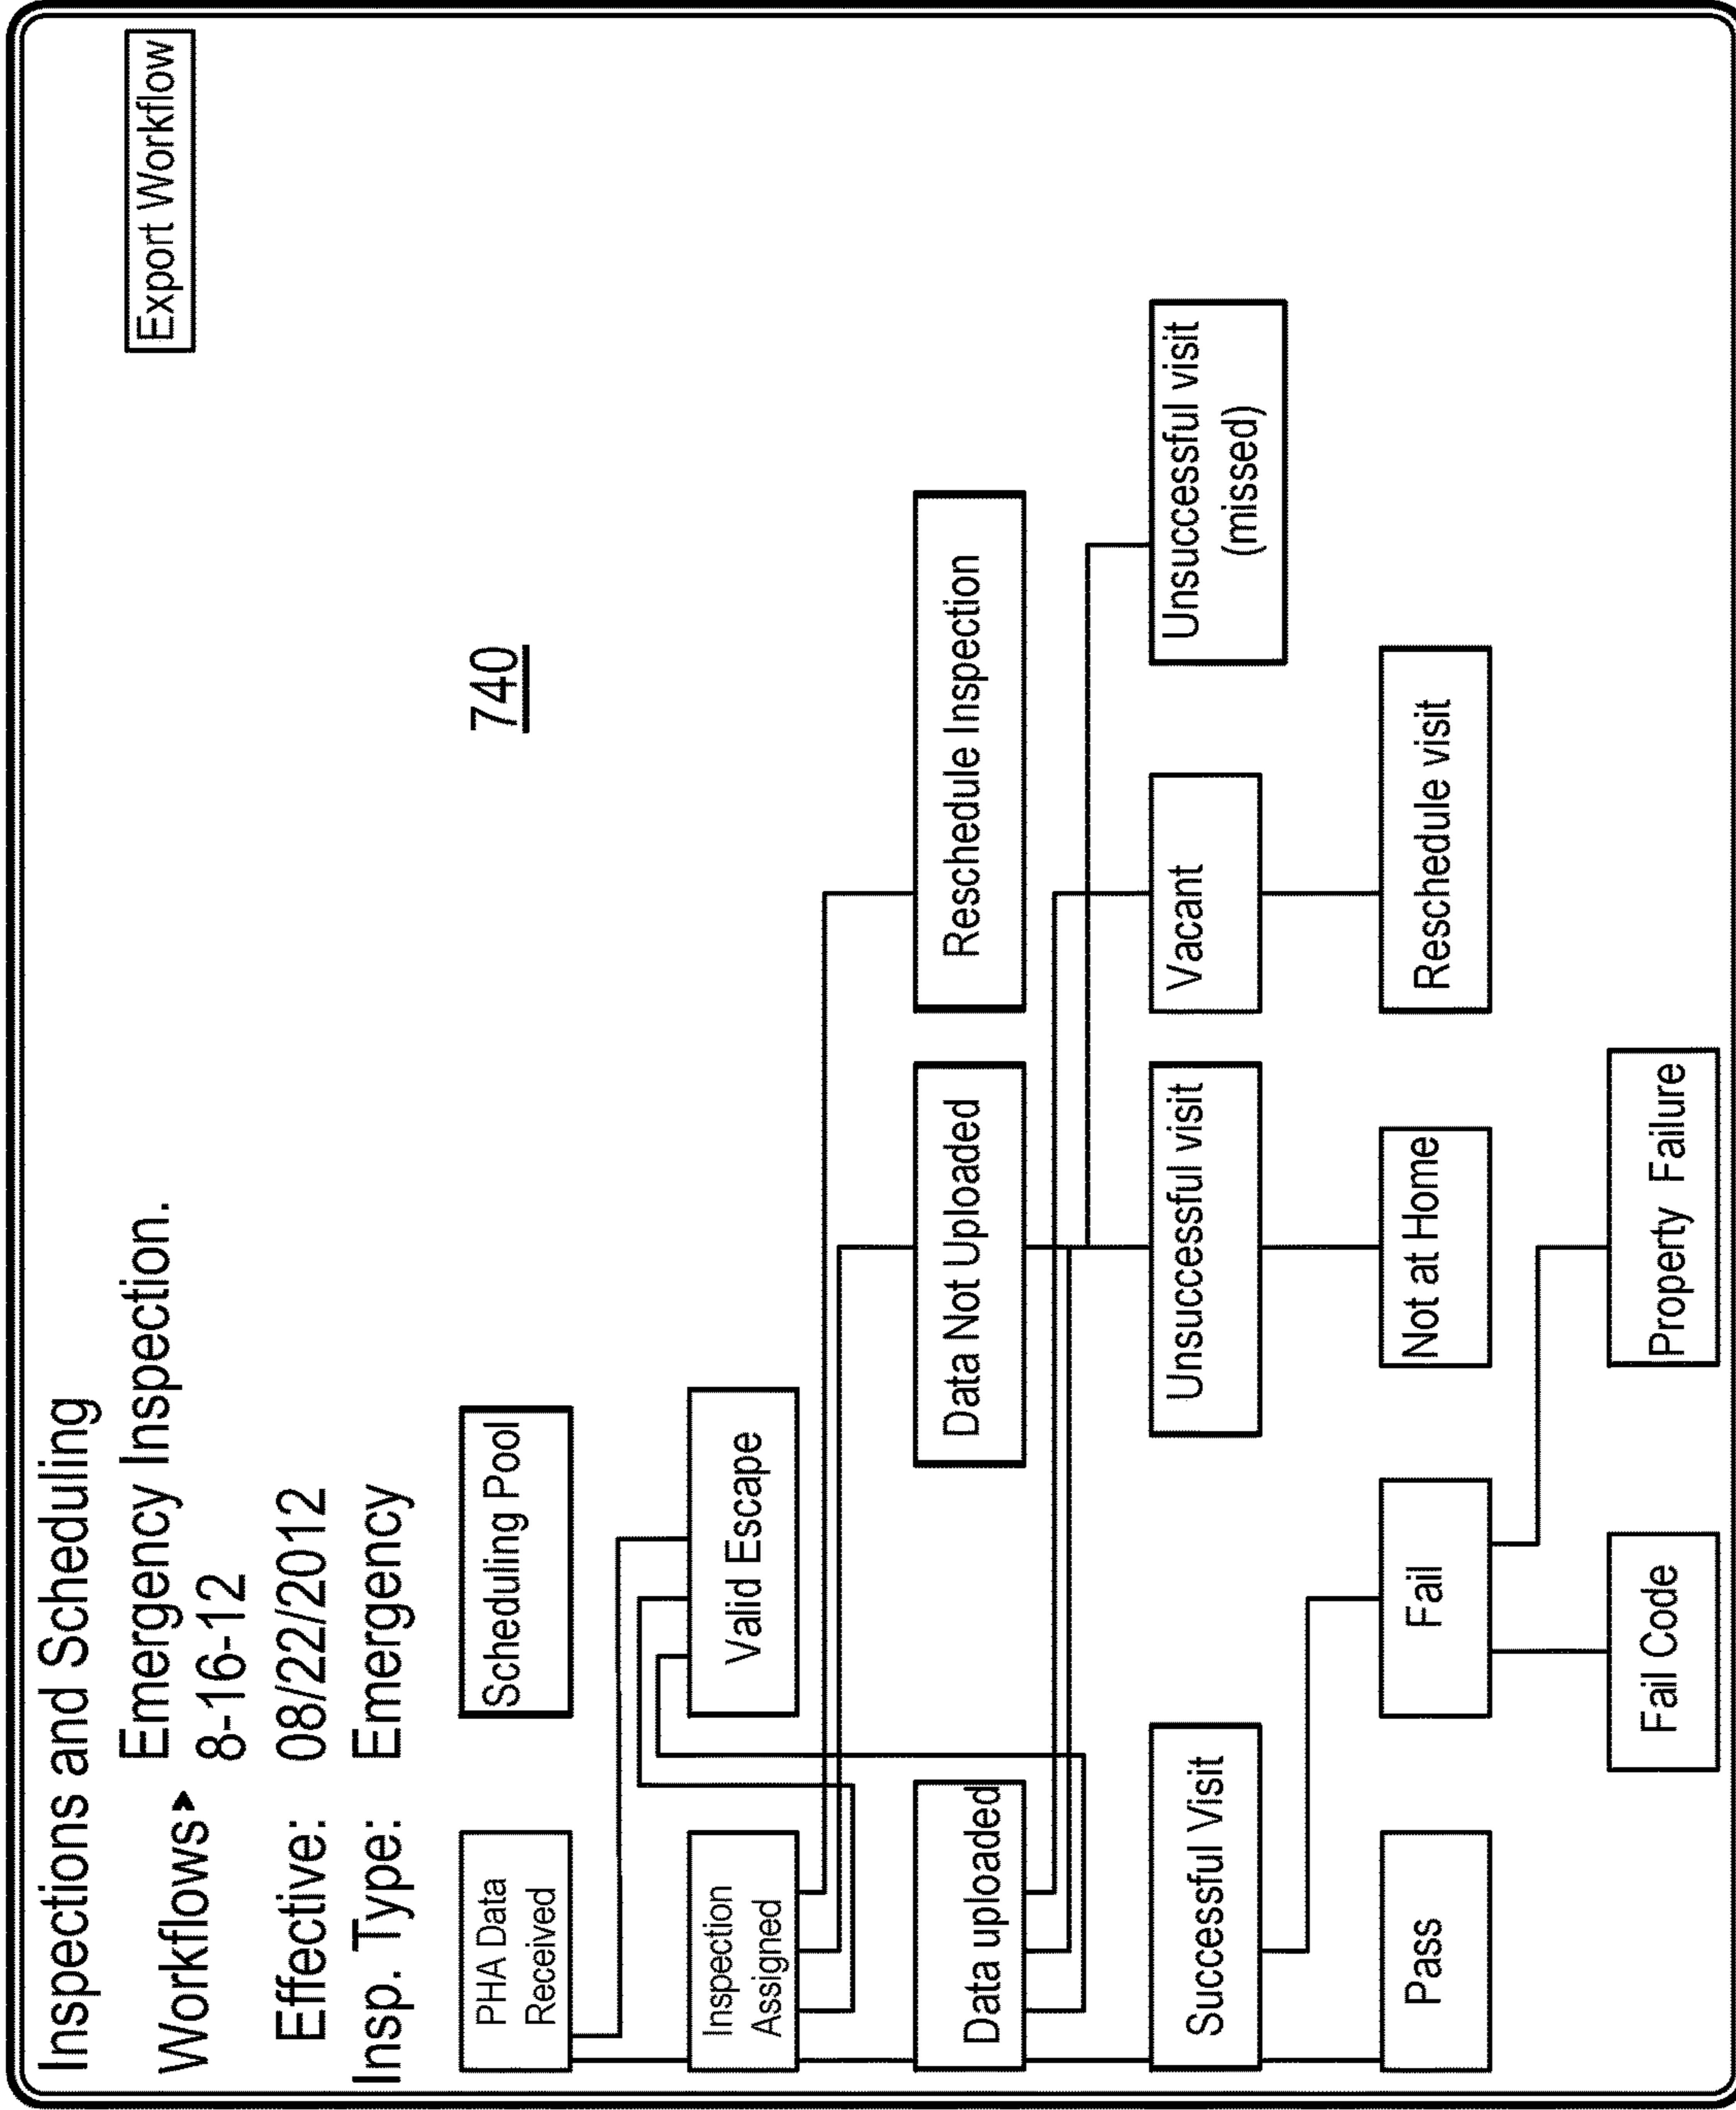 Inspections and Scheduling
Export Workflow
Workflows▸ Emergency Inspection.
8-16-12
Effective: 08/22/2012
Insp. Type: Emergency
740
PHA Data
Received
Scheduling Pool
Inspection
Assigned
Valid Escape
Data uploaded
Data Not Uploaded
Reschedule Inspection
Successful Visit
Unsuccessful visit
Vacant
Unsuccessful visit
(missed)
Pass
Fail
Not at Home
Reschedule visit
Fail Code
Property Failure